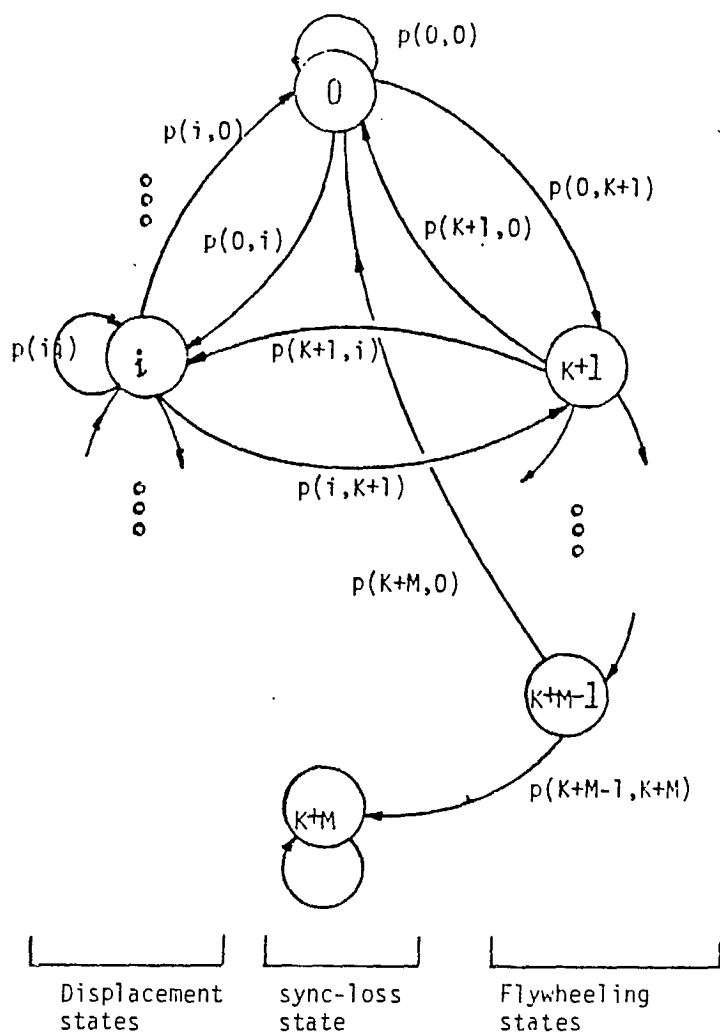 p(0,0)
0
p(i,0)
p(0,K+1)
p(0,i)
p(K+1,0)
p(ii)
i
p(K+1,i)
K+1
p(i,K+1)
p(K+M,0)
K+M-1
p(K+M-1,K+M)
K+M
Displacement
states
sync-loss
state
Flywheeling
states